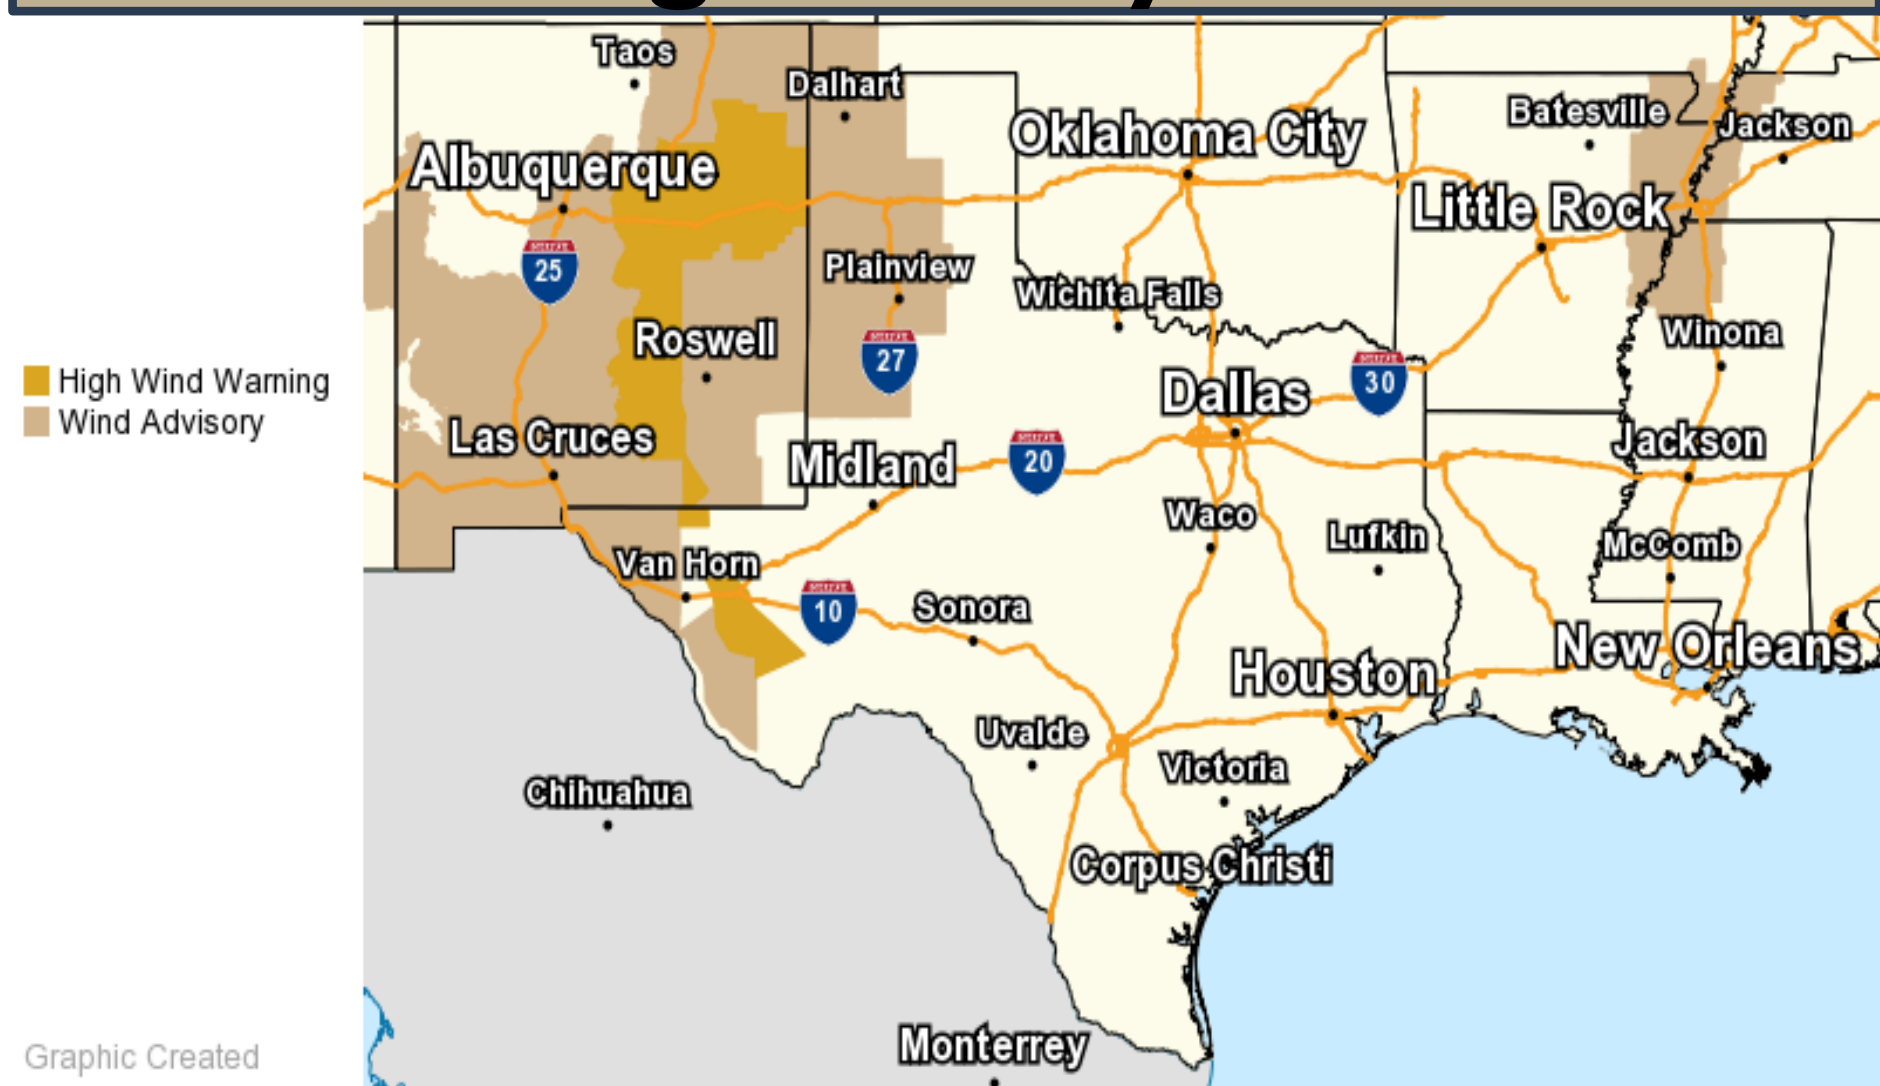 Taos
Dalhart
Batesville
Jackson
Oklahoma City
Albuquerque
Little Rock
25
Plainview
Wichita Falls
Winona
Roswell
27
30
High Wind Warning
Dallas
Wind Advisory
Las Cruces
Jackson
Midland
20
Waco
Lufkin
McComb
Van Horn
10
Sonora
New Orleans
Houston
Uvalde
Victoria
Chihuahua
Corpus Christi
Monterrey
Graphic Created